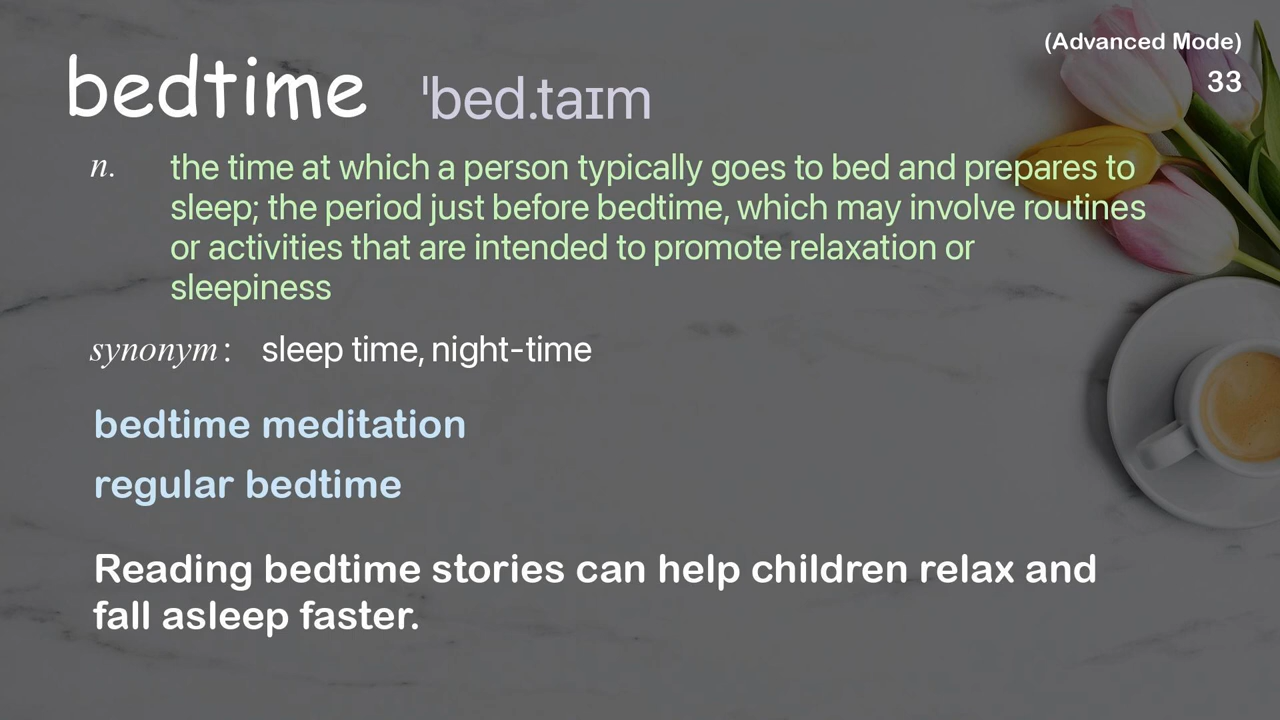 (Advanced Mode)
33
bedtime ˈbed.taɪm
n. the time at which a person typically goes to bed and prepares to
sleep; the period just before bedtime, which may involve routines
or activities that are intended to promote relaxation or
sleepiness
synonym: sleep time, night-time
bedtime meditation
regular bedtime
Reading bedtime stories can help children relax and
fall asleep faster.